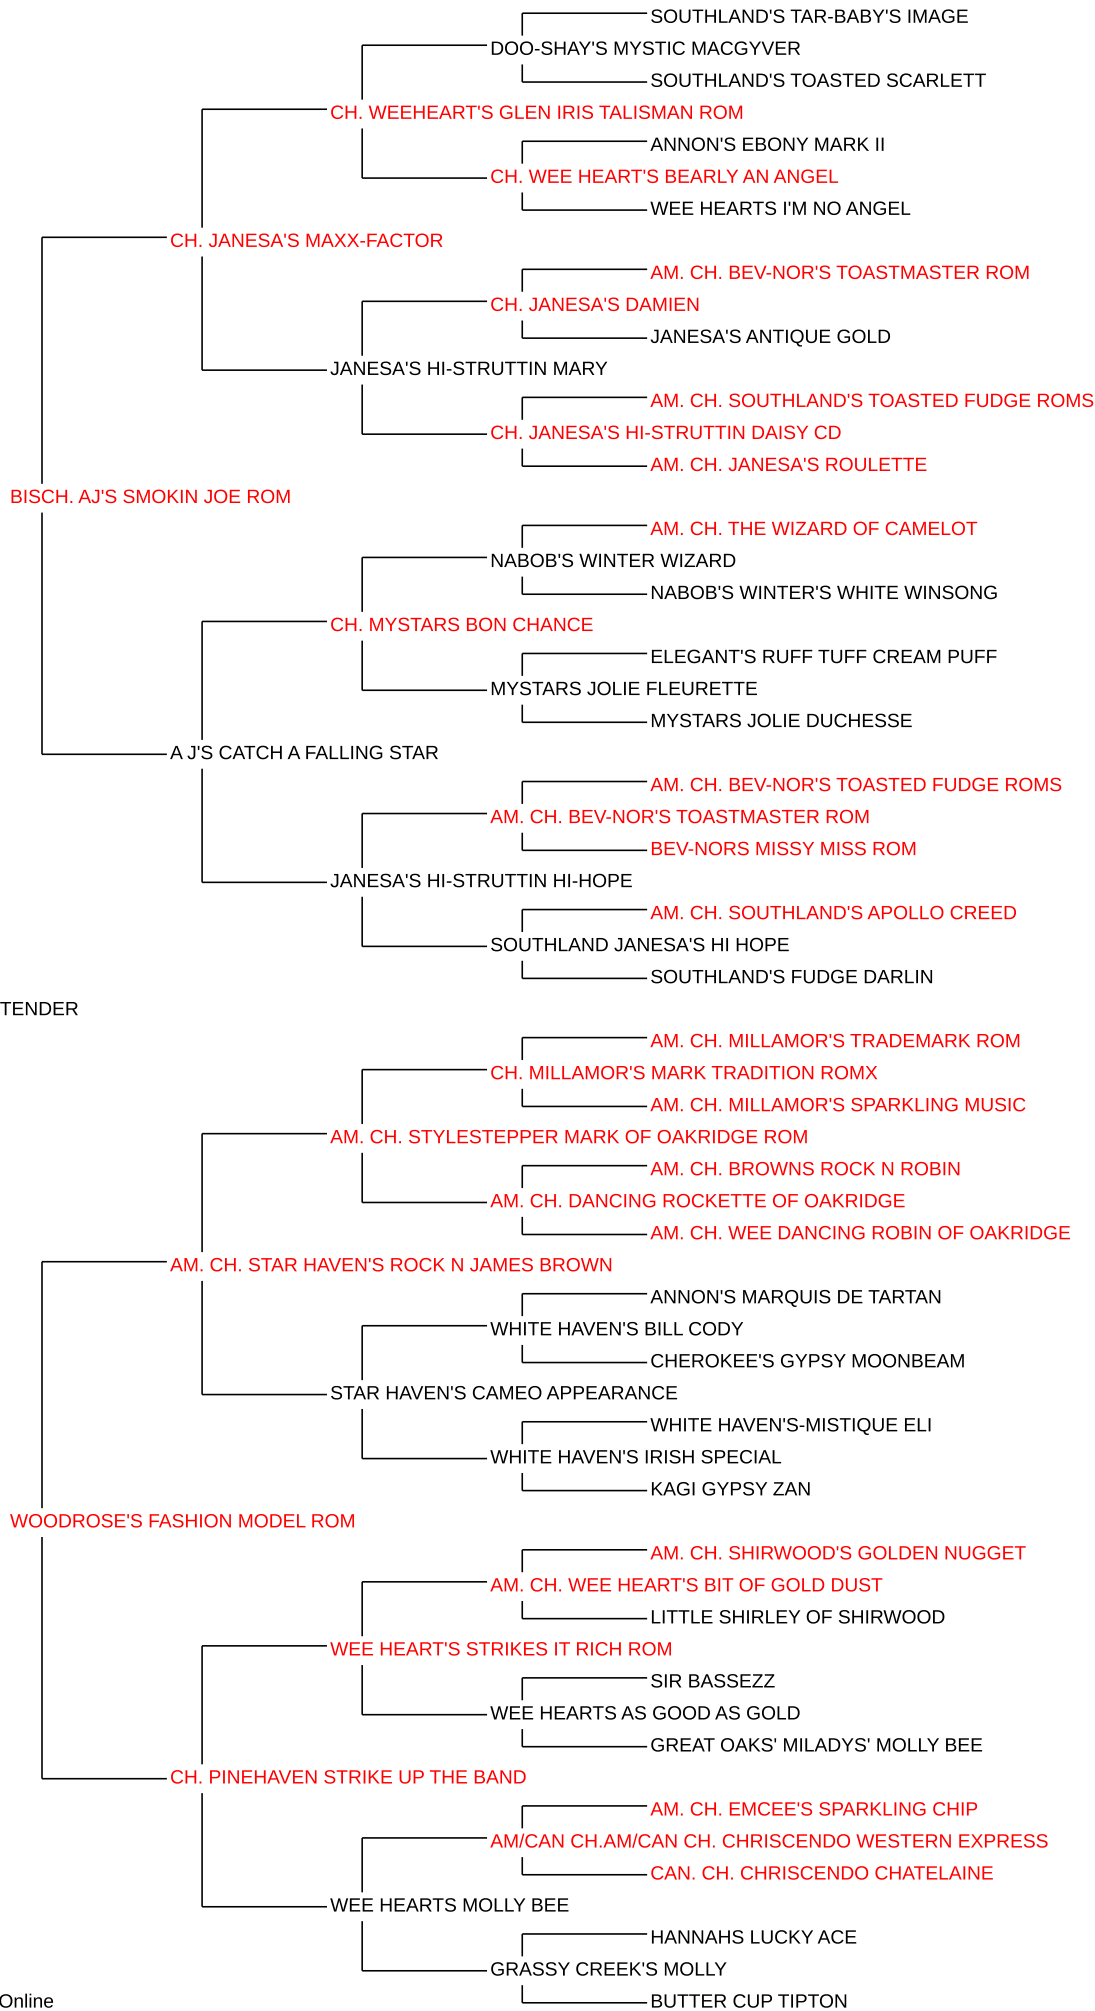 SOUTHLAND'S TAR-BABY'S IMAGE
DOO-SHAY'S MYSTIC MACGYVER
SOUTHLAND'S TOASTED SCARLETT
CH. WEEHEART'S GLEN IRIS TALISMAN ROM
ANNON'S EBONY MARK II
CH. WEE HEART'S BEARLY AN ANGEL
WEE HEARTS I'M NO ANGEL
CH. JANESA'S MAXX-FACTOR
AM. CH. BEV-NOR'S TOASTMASTER ROM
CH. JANESA'S DAMIEN
JANESA'S ANTIQUE GOLD
JANESA'S HI-STRUTTIN MARY
AM. CH. SOUTHLAND'S TOASTED FUDGE ROMS
CH. JANESA'S HI-STRUTTIN DAISY CD
AM. CH. JANESA'S ROULETTE
BISCH. AJ'S SMOKIN JOE ROM
AM. CH. THE WIZARD OF CAMELOT
NABOB'S WINTER WIZARD
NABOB'S WINTER'S WHITE WINSONG
CH. MYSTARS BON CHANCE
ELEGANT'S RUFF TUFF CREAM PUFF
MYSTARS JOLIE FLEURETTE
MYSTARS JOLIE DUCHESSE
A J'S CATCH A FALLING STAR
AM. CH. BEV-NOR'S TOASTED FUDGE ROMS
AM. CH. BEV-NOR'S TOASTMASTER ROM
BEV-NORS MISSY MISS ROM
JANESA'S HI-STRUTTIN HI-HOPE
AM. CH. SOUTHLAND'S APOLLO CREED
SOUTHLAND JANESA'S HI HOPE
SOUTHLAND'S FUDGE DARLIN
TENDER
AM. CH. MILLAMOR'S TRADEMARK ROM
CH. MILLAMOR'S MARK TRADITION ROMX
AM. CH. MILLAMOR'S SPARKLING MUSIC
AM. CH. STYLESTEPPER MARK OF OAKRIDGE ROM
AM. CH. BROWNS ROCK N ROBIN
AM. CH. DANCING ROCKETTE OF OAKRIDGE
AM. CH. WEE DANCING ROBIN OF OAKRIDGE
AM. CH. STAR HAVEN'S ROCK N JAMES BROWN
ANNON'S MARQUIS DE TARTAN
WHITE HAVEN'S BILL CODY
CHEROKEE'S GYPSY MOONBEAM
STAR HAVEN'S CAMEO APPEARANCE
WHITE HAVEN'S-MISTIQUE ELI
WHITE HAVEN'S IRISH SPECIAL
KAGI GYPSY ZAN
WOODROSE'S FASHION MODEL ROM
AM. CH. SHIRWOOD'S GOLDEN NUGGET
AM. CH. WEE HEART'S BIT OF GOLD DUST
LITTLE SHIRLEY OF SHIRWOOD
WEE HEART'S STRIKES IT RICH ROM
SIR BASSEZZ
WEE HEARTS AS GOOD AS GOLD
GREAT OAKS' MILADYS' MOLLY BEE
CH. PINEHAVEN STRIKE UP THE BAND
AM. CH. EMCEE'S SPARKLING CHIP
AM/CAN CH.AM/CAN CH. CHRISCENDO WESTERN EXPRESS
CAN. CH. CHRISCENDO CHATELAINE
WEE HEARTS MOLLY BEE
HANNAHS LUCKY ACE
GRASSY CREEK'S MOLLY
BUTTER CUP TIPTON
Online